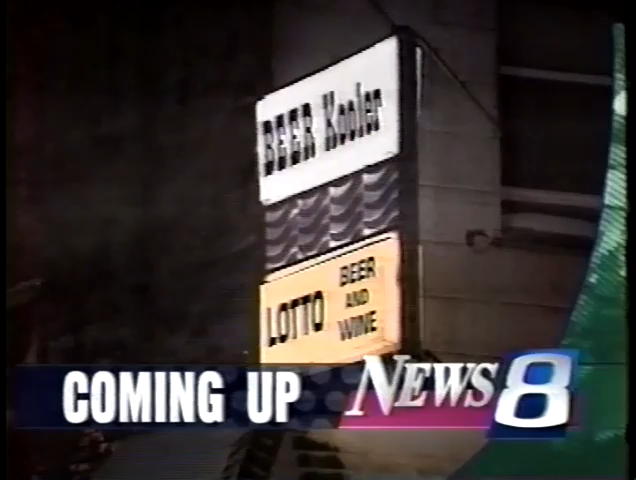 BEER Kooler
LOTTO
BEER
AND
WINE
COMING UP
NEWS 8